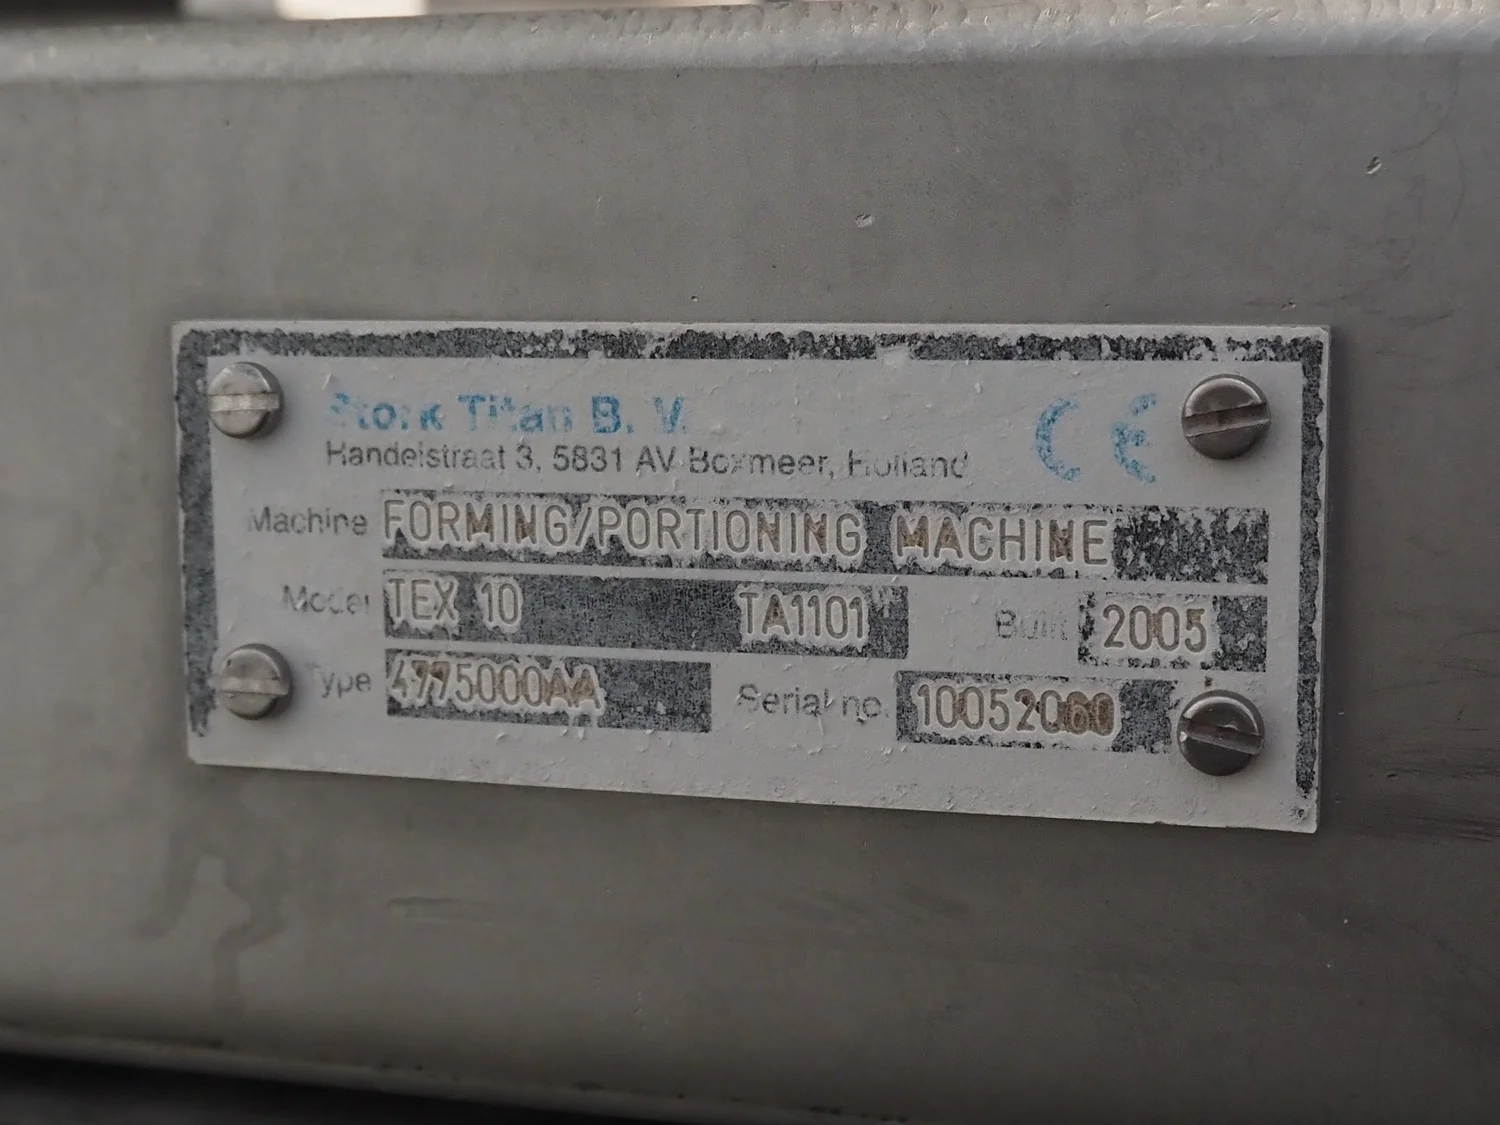 Stork Titan B.V.
CE
Handelstraat 3, 5831 AV Boxmeer, Holland
Machine FORMING/PORTIONING MACHINE
Model TEX 10 TA1101 Built 2005
Type 4775000AA Serial no. 10052060